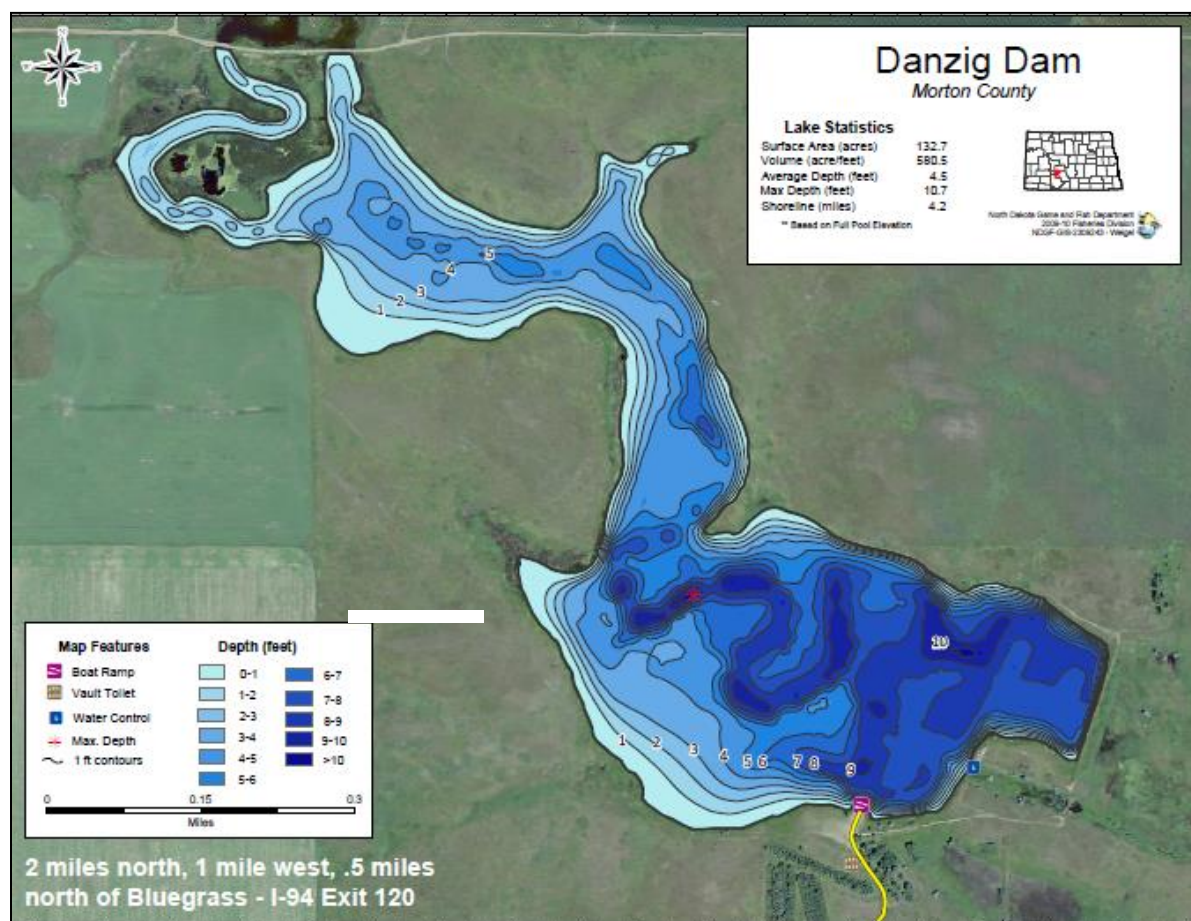 N
W
E
S
Danzig Dam
Morton County
Lake Statistics
Surface Area (acres) 132.7
Volume (acre/feet) 580.5
Average Depth (feet) 4.5
Max Depth (feet) 10.7
Shoreline (miles) 4.2
** Based on Full Pool Elevation
North Dakota Game and Fish Department
2009-10 Fisheries Division
5
4
3
2
1
10
1
2
3
4
5
6
7
8
9
Map Features
Boat Ramp
Vault Toilet
Water Control
Max. Depth
1 ft contours
Depth (feet)
0-1
1-2
2-3
3-4
4-5
5-6
6-7
7-8
8-9
9-10
>10
0 0.15 0.3
Miles
2 miles north, 1 mile west, .5 miles
north of Bluegrass - I-94 Exit 120